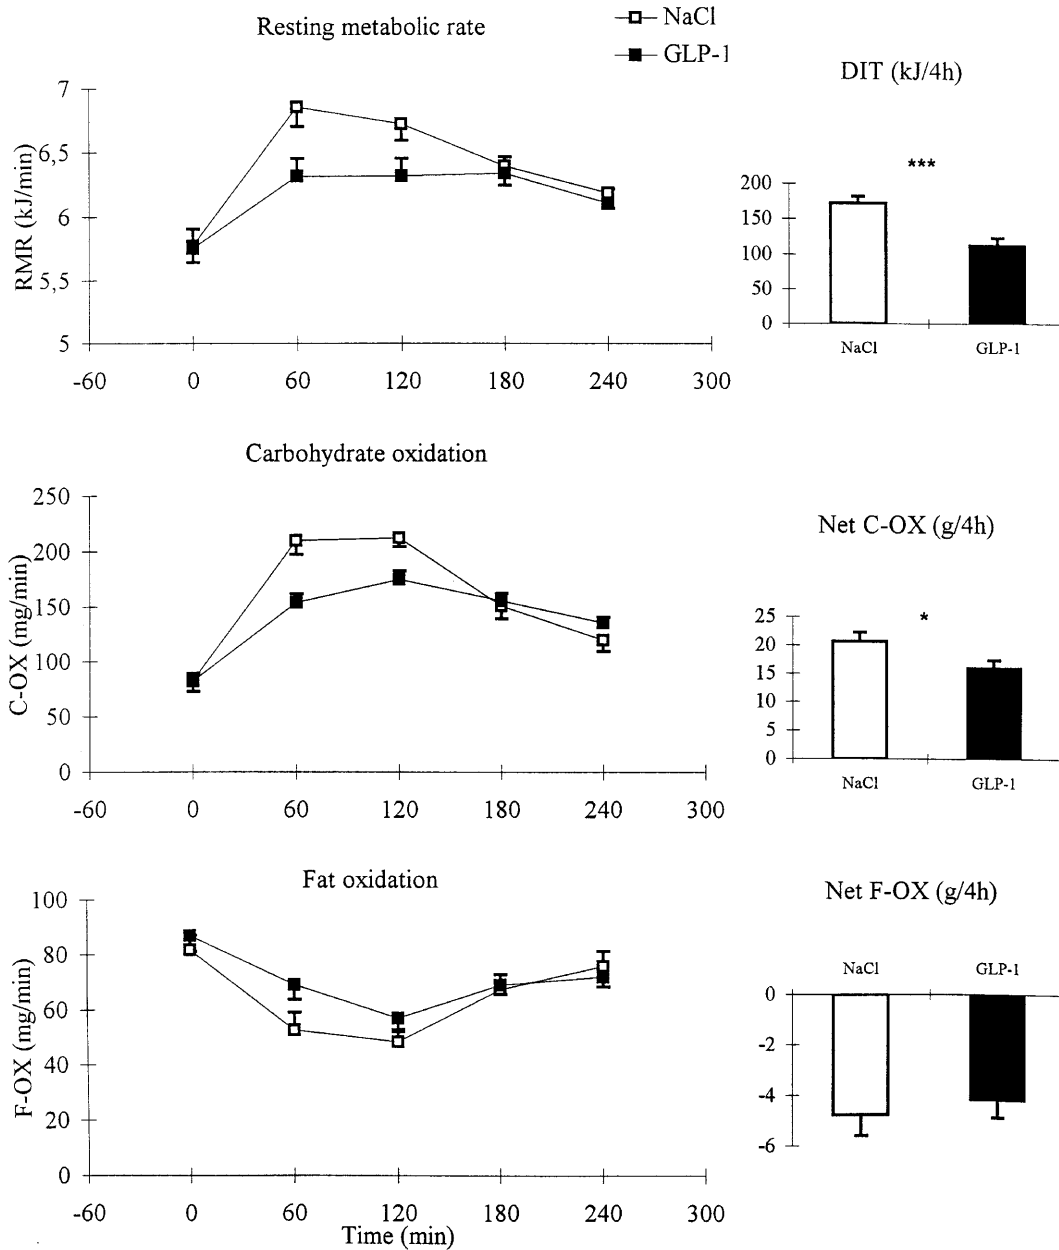 Resting metabolic rate
NaCl
GLP-1
RMR (kJ/min)
7
6,5
6
5,5
5
-60 0 60 120 180 240 300
DIT (kJ/4h)
***
200
150
100
50
0
NaCl GLP-1
Carbohydrate oxidation
C-OX (mg/min)
250
200
150
100
50
0
-60 0 60 120 180 240 300
Net C-OX (g/4h)
*
25
20
15
10
5
0
NaCl GLP-1
Fat oxidation
F-OX (mg/min)
100
80
60
40
20
0
-60 0 60 120 180 240 300
Time (min)
Net F-OX (g/4h)
NaCl GLP-1
0
-2
-4
-6